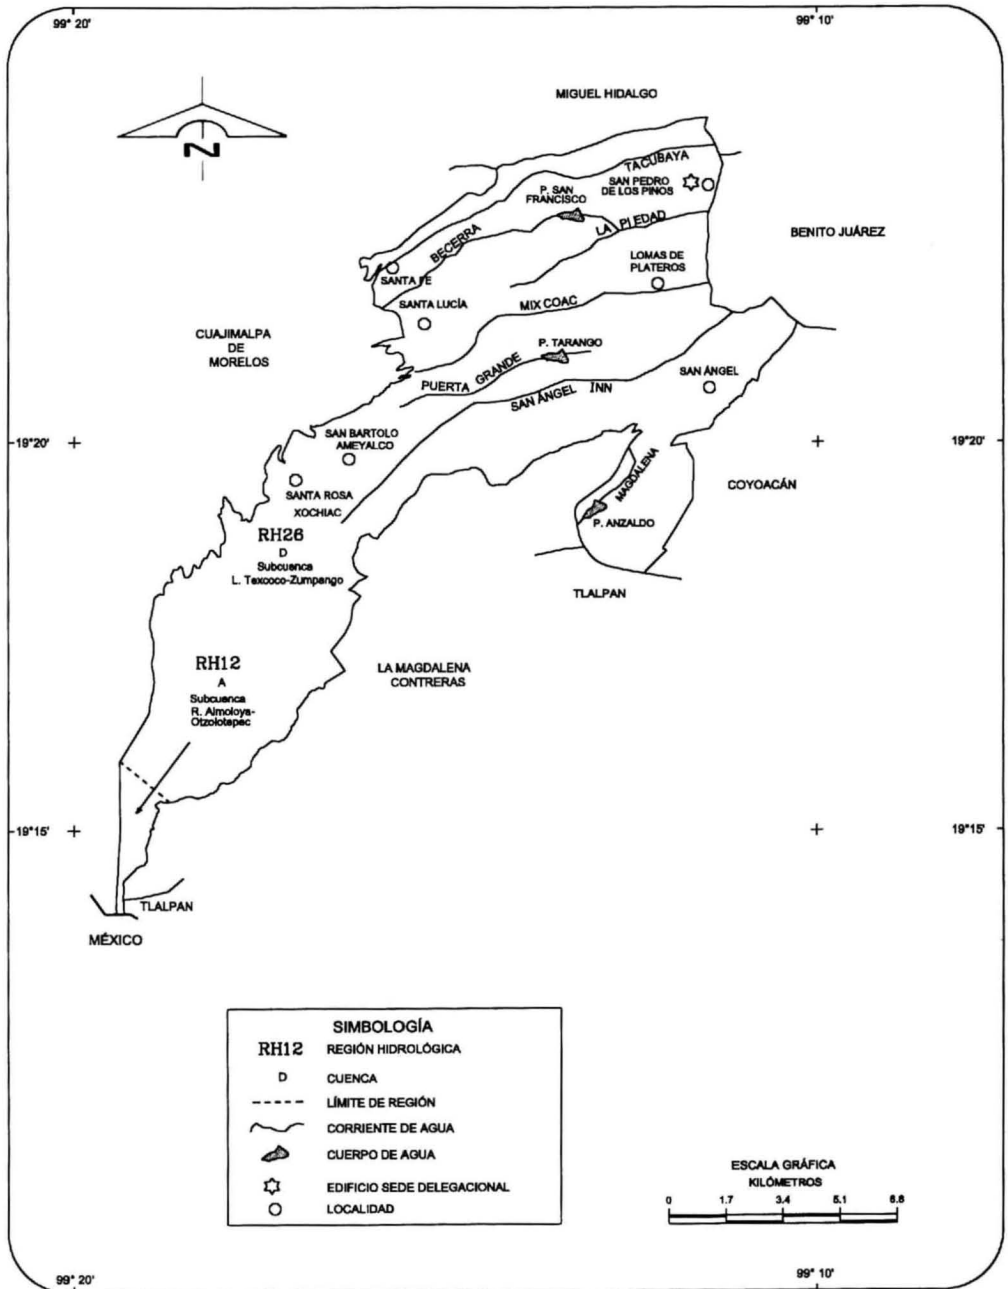 99° 20'
99° 10'
MIGUEL HIDALGO
N
TACUBAYA
SAN PEDRO
DE LOS PINOS
P. SAN
FRANCISCO
LA PIEDAD
BENITO JUÁREZ
BECERRA
LOMAS DE
PLATEROS
SANTA FE
SANTA LUCÍA
MIX COAC
CUAJIMALPA
DE
MORELOS
P. TARANGO
PUERTA GRANDE
SAN ÁNGEL
SAN ÁNGEL INN
SAN BARTOLO
AMEYALCO
19°20'
19°20'
MAGDALENA
COYOACÁN
SANTA ROSA
XOCHIAC
P. ANZALDO
RH26
D
Subcuenca
L. Texcoco-Zumpango
TLALPAN
RH12
A
Subcuenca
R. Almoloya-
Otzolotepec
LA MAGDALENA
CONTRERAS
19°15'
19°15'
TLALPAN
MÉXICO
SIMBOLOGÍA
RH12 REGIÓN HIDROLÓGICA
D CUENCA
LÍMITE DE REGIÓN
CORRIENTE DE AGUA
CUERPO DE AGUA
EDIFICIO SEDE DELEGACIONAL
LOCALIDAD
ESCALA GRÁFICA
KILÓMETROS
0 1.7 3.4 5.1 6.8
99° 20'
99° 10'